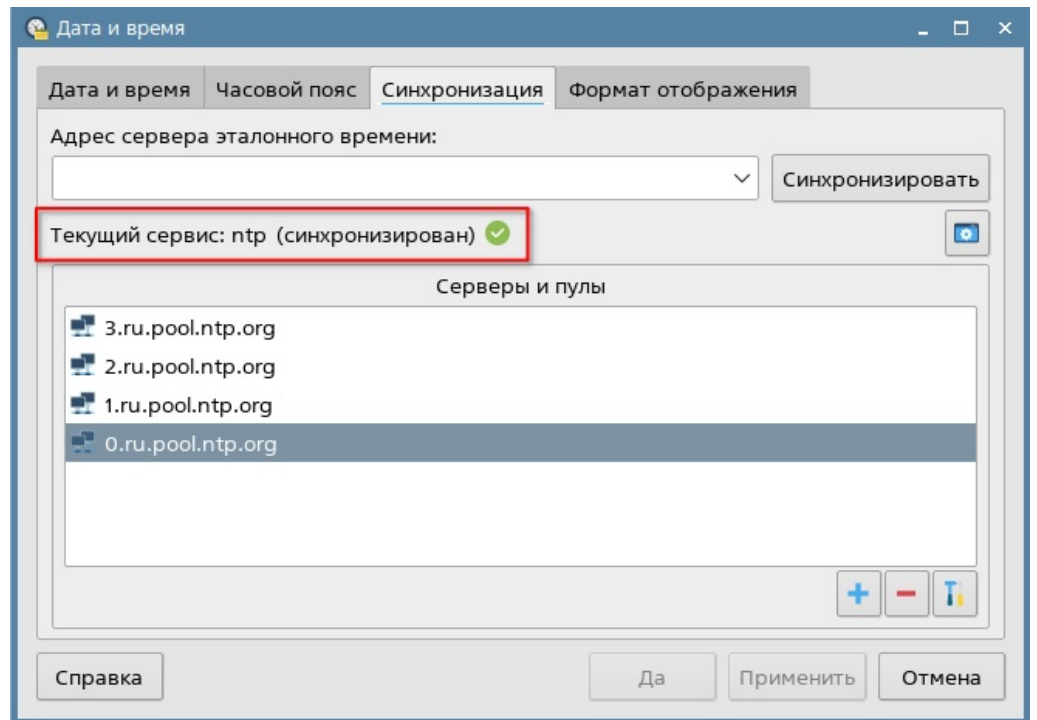 Дата и время
Дата и время Часовой пояс Синхронизация Формат отображения
Адрес сервера эталонного времени:
Синхронизировать
Текущий сервис: ntp (синхронизирован)
Серверы и пулы
3.ru.pool.ntp.org
2.ru.pool.ntp.org
1.ru.pool.ntp.org
0.ru.pool.ntp.org
Справка Да Применить Отмена